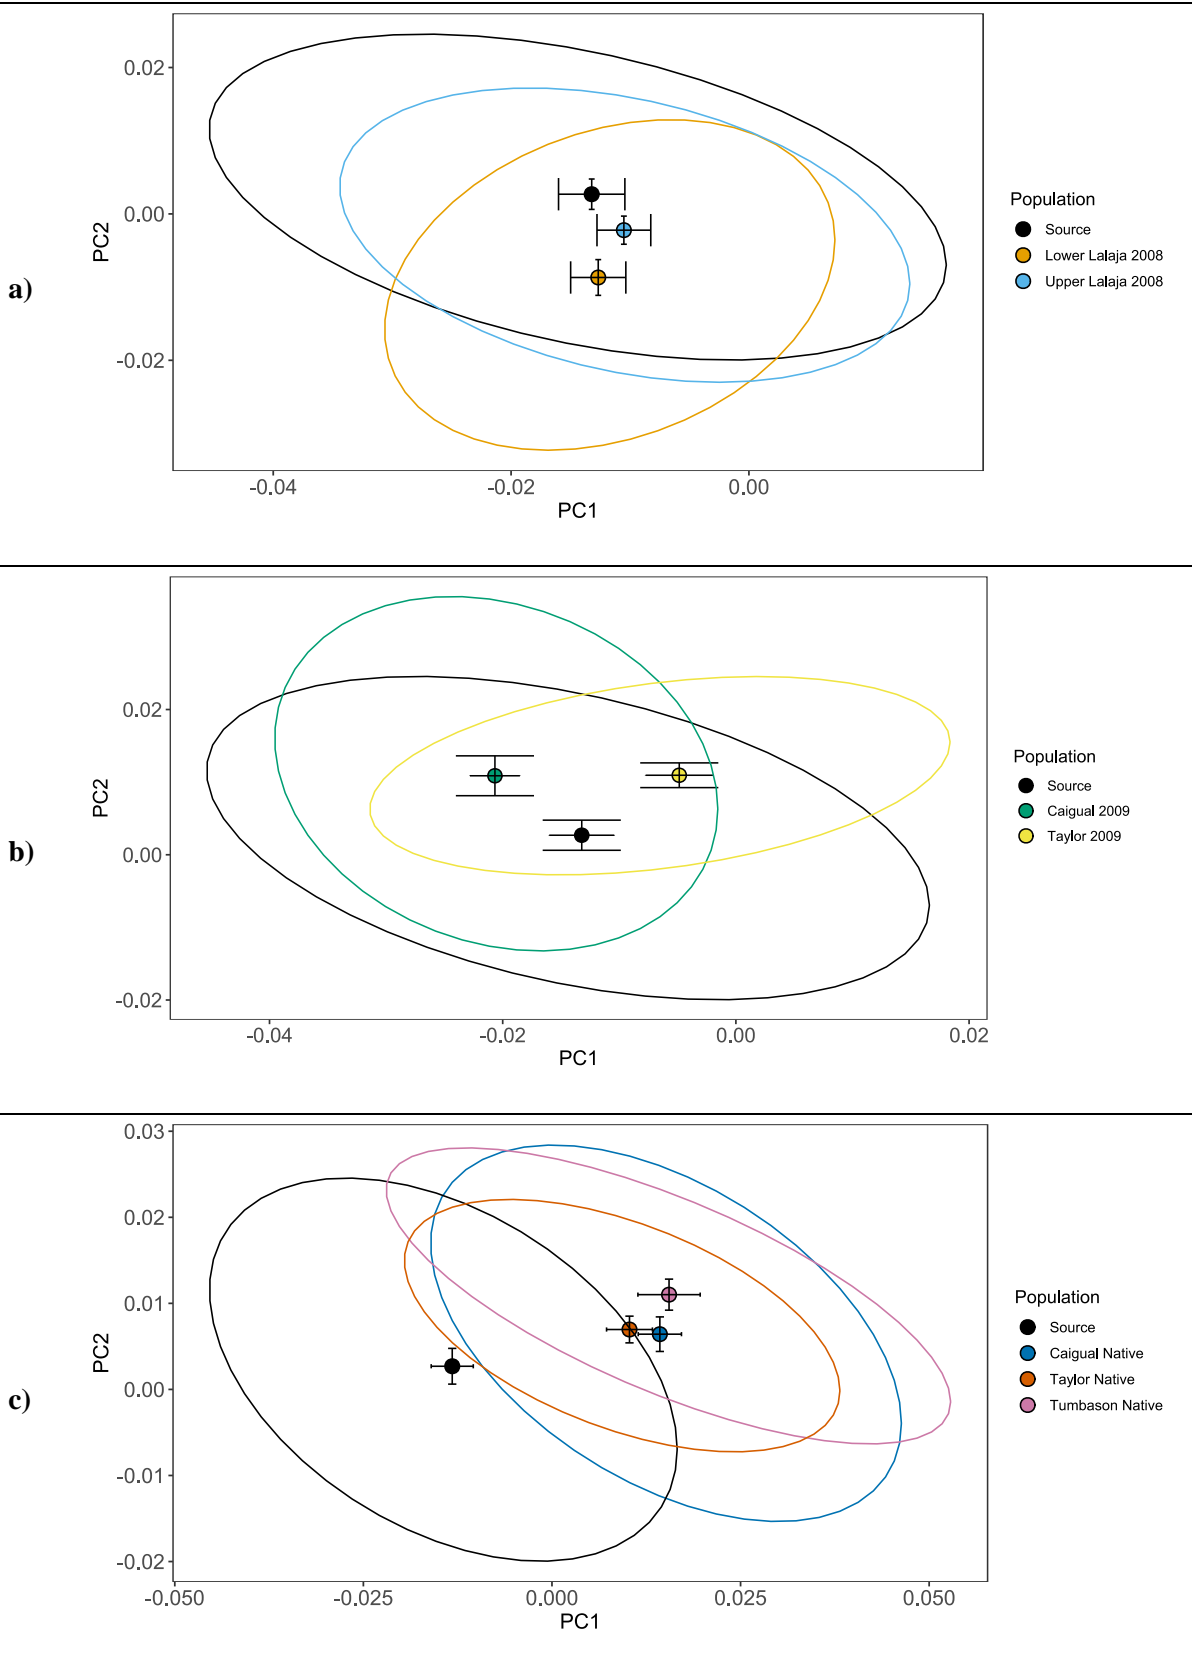 a)
PC2
0.02
0.00
-0.02
-0.04
-0.02
0.00
PC1
Population
Source
Lower Lalaja 2008
Upper Lalaja 2008
b)
PC2
0.02
0.00
-0.02
-0.04
-0.02
0.00
0.02
PC1
Population
Source
Caigual 2009
Taylor 2009
c)
PC2
0.03
0.02
0.01
0.00
-0.01
-0.02
-0.050
-0.025
0.000
0.025
0.050
PC1
Population
Source
Caigual Native
Taylor Native
Tumbason Native